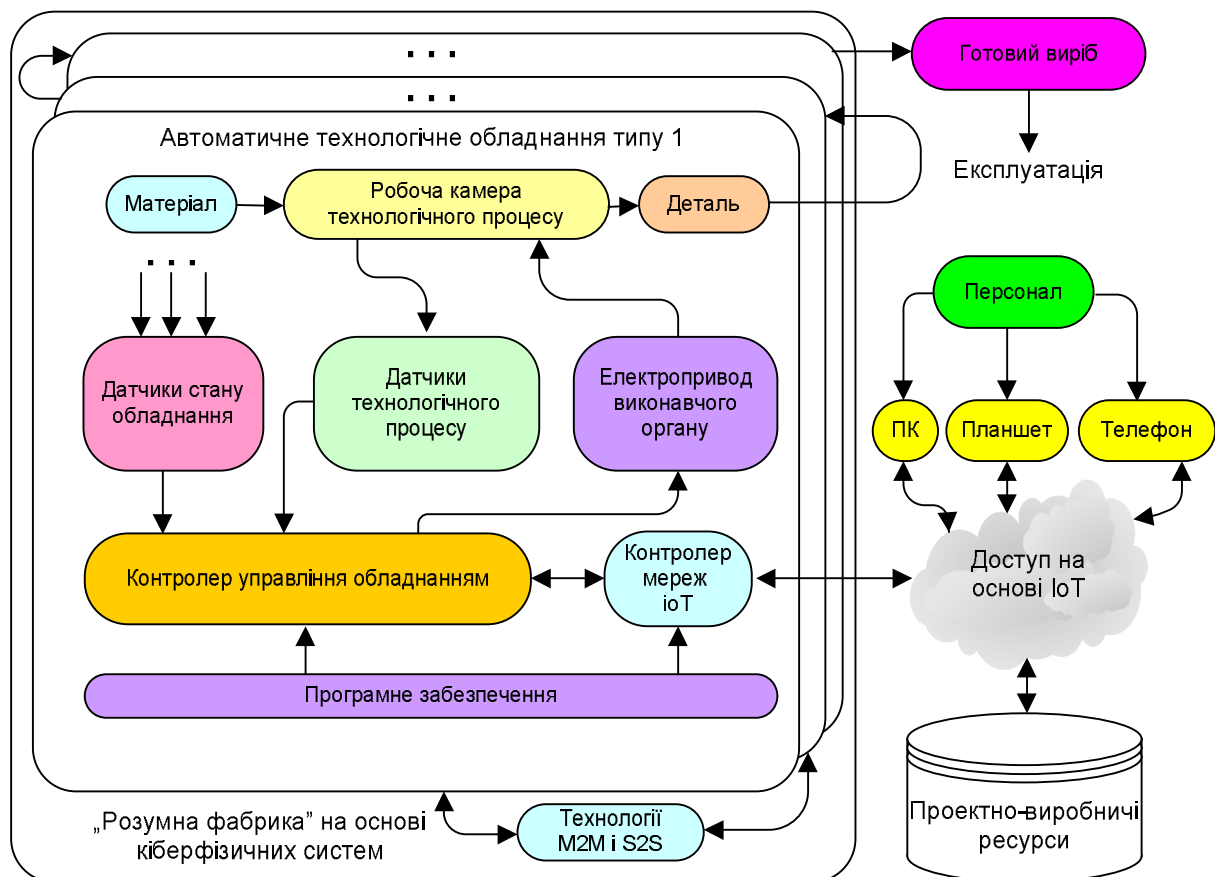 . . .
. . .
Готовий виріб
Експлуатація
Автоматичне технологічне обладнання типу 1
Матеріал
Робоча камера
технологічного процесу
Деталь
. . .
Датчики стану
обладнання
Датчики
технологічного
процесу
Електропривод
виконавчого
органу
Персонал
ПК
Планшет
Телефон
Контролер управління обладнанням
Контролер
мереж
іоТ
Доступ на
основі ІоТ
Програмне забезпечення
„Розумна фабрика” на основі
кіберфізичних систем
Технології
М2М і S2S
Проектно-виробничі
ресурси